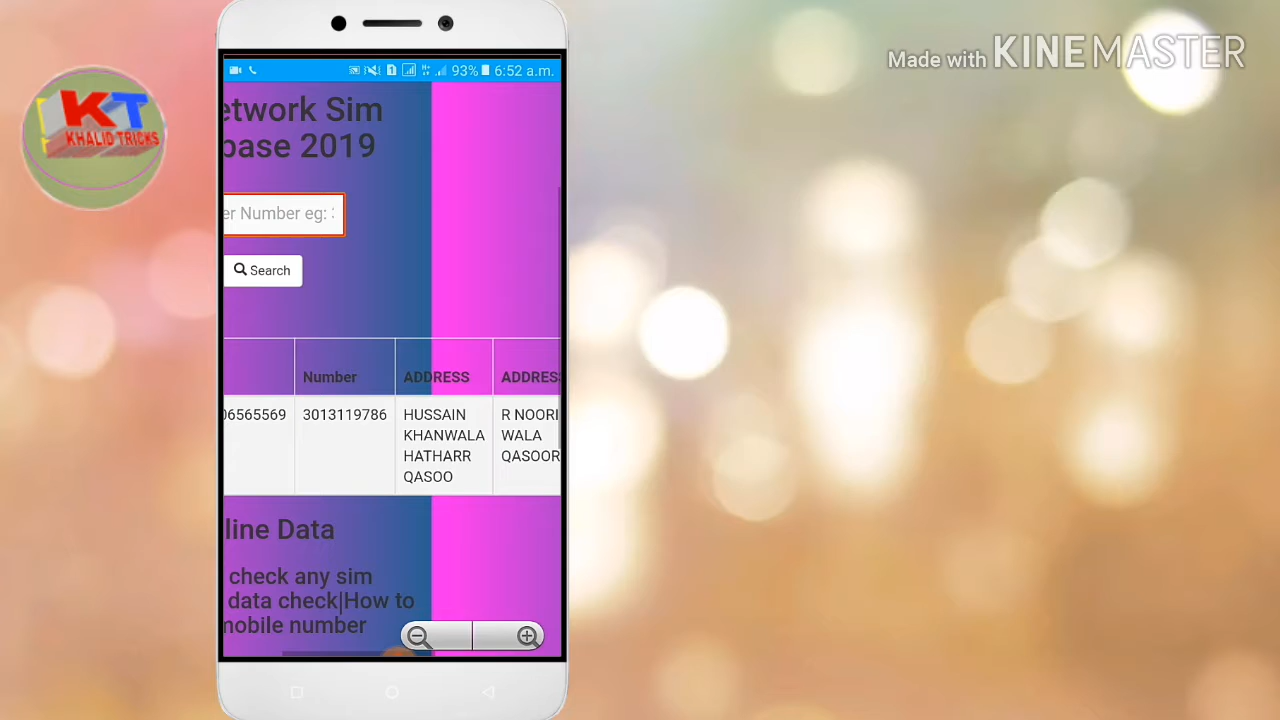 Made with KINEMASTER
KT
KHALID TRICKS
93% 6:52 a.m.
etwork Sim
base 2019
er Number eg:
Search
Number ADDRESS ADDRES
06565569 3013119786 HUSSAIN KHANWALA HATHARR QASOO R NOORI WALA QASOOR
line Data
check any sim
data check|How to
mobile number